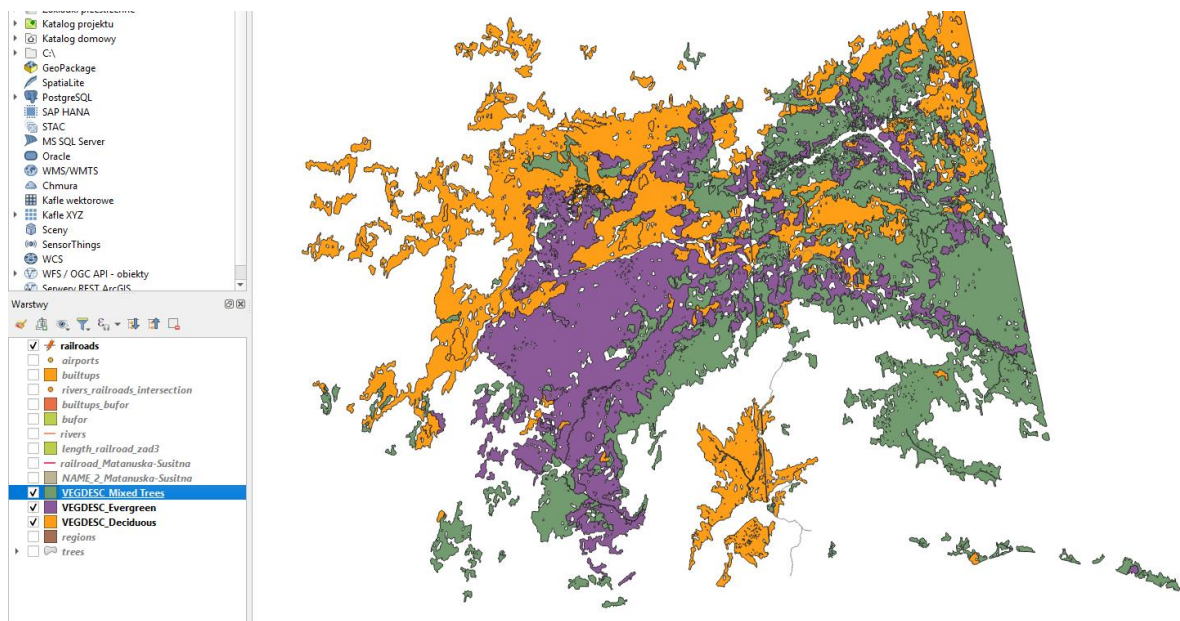 Zakładki przestrzenne
Katalog projektu
Katalog domowy
C:\
GeoPackage
SpatiaLite
PostgreSQL
SAP HANA
STAC
MS SQL Server
Oracle
WMS/WMTS
Chmura
Kafle wektorowe
Kafle XYZ
Sceny
SensorThings
WCS
WFS / OGC API - obiekty
Serwery REST ArcGIS
Warstwy
railroads
airports
builtups
rivers_railroads_intersection
builtups_bufor
bufor
rivers
length_railroad_zad3
railroad_Matanuska-Susitna
NAME_2_Matanuska-Susitna
VEGDESC_Mixed Trees
VEGDESC_Evergreen
VEGDESC_Deciduous
regions
trees